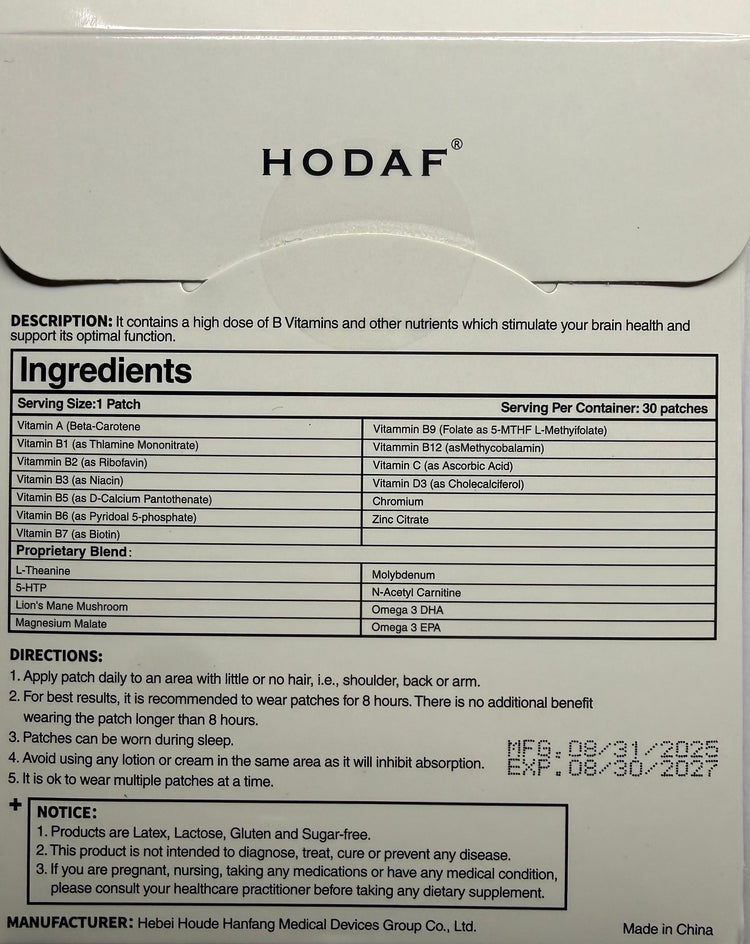 HODAF®
DESCRIPTION: It contains a high dose of B Vitamins and other nutrients which stimulate your brain health and
support its optimal function.
Ingredients
Serving Size:1 Patch
Serving Per Container: 30 patches
Vitamin A (Beta-Carotene
Vitamin B1 (as Thlamine Mononitrate)
Vitammin B2 (as Ribofavin)
Vitamin B3 (as Niacin)
Vitamin B5 (as D-Calcium Pantothenate)
Vitamin B6 (as Pyridoal 5-phosphate)
VItamin B7 (as Biotin)
Vitammin B9 (Folate as 5-MTHF L-Methyifolate)
Vitammin B12 (asMethycobalamin)
Vitamin C (as Ascorbic Acid)
Vitamin D3 (as Cholecalciferol)
Chromium
Zinc Citrate
Proprietary Blend:
L-Theanine
5-HTP
Lion's Mane Mushroom
Magnesium Malate
Molybdenum
N-Acetyl Carnitine
Omega 3 DHA
Omega 3 EPA
DIRECTIONS:
1. Apply patch daily to an area with little or no hair, i.e., shoulder, back or arm.
2. For best results, it is recommended to wear patches for 8 hours. There is no additional benefit
wearing the patch longer than 8 hours.
3. Patches can be worn during sleep.
4. Avoid using any lotion or cream in the same area as it will inhibit absorption.
5. It is ok to wear multiple patches at a time.
MFG.08/31/2025
EXP.08/30/2027
+
NOTICE:
1. Products are Latex, Lactose, Gluten and Sugar-free.
2. This product is not intended to diagnose, treat, cure or prevent any disease.
3. If you are pregnant, nursing, taking any medications or have any medical condition,
please consult your healthcare practitioner before taking any dietary supplement.
MANUFACTURER: Hebei Houde Hanfang Medical Devices Group Co., Ltd.
Made in China